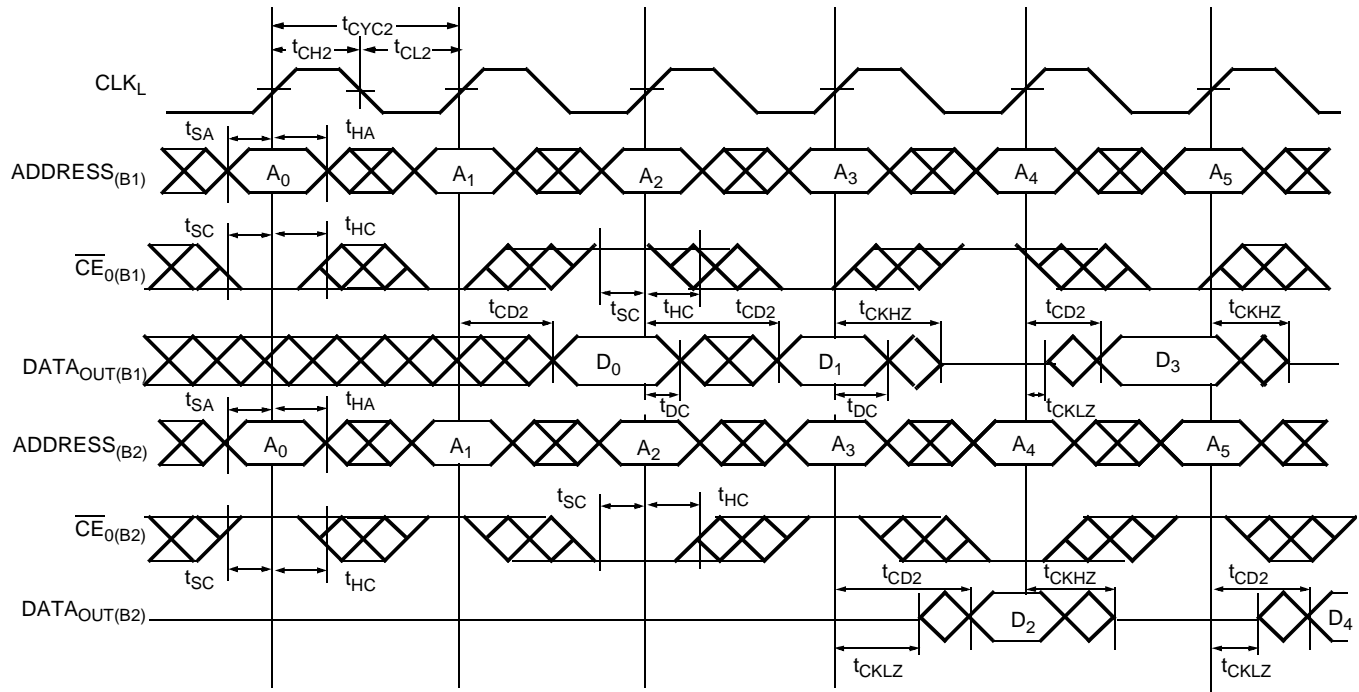 tCYC2
tCH2 tCL2
CLKL
tSA tHA
ADDRESS(B1) A0 A1 A2 A3 A4 A5
tSC tHC
CE0(B1)
tSC tHC
tCD2 tCD2 tCKHZ tCD2 tCKHZ
DATAOUT(B1) D0 D1 D3
tSA tHA tDC tDC tCKLZ
ADDRESS(B2) A0 A1 A2 A3 A4 A5
tSC tHC
CE0(B2)
tSC tHC tCD2 tCKHZ tCD2
DATAOUT(B2) D2 D4
tCKLZ tCKLZ